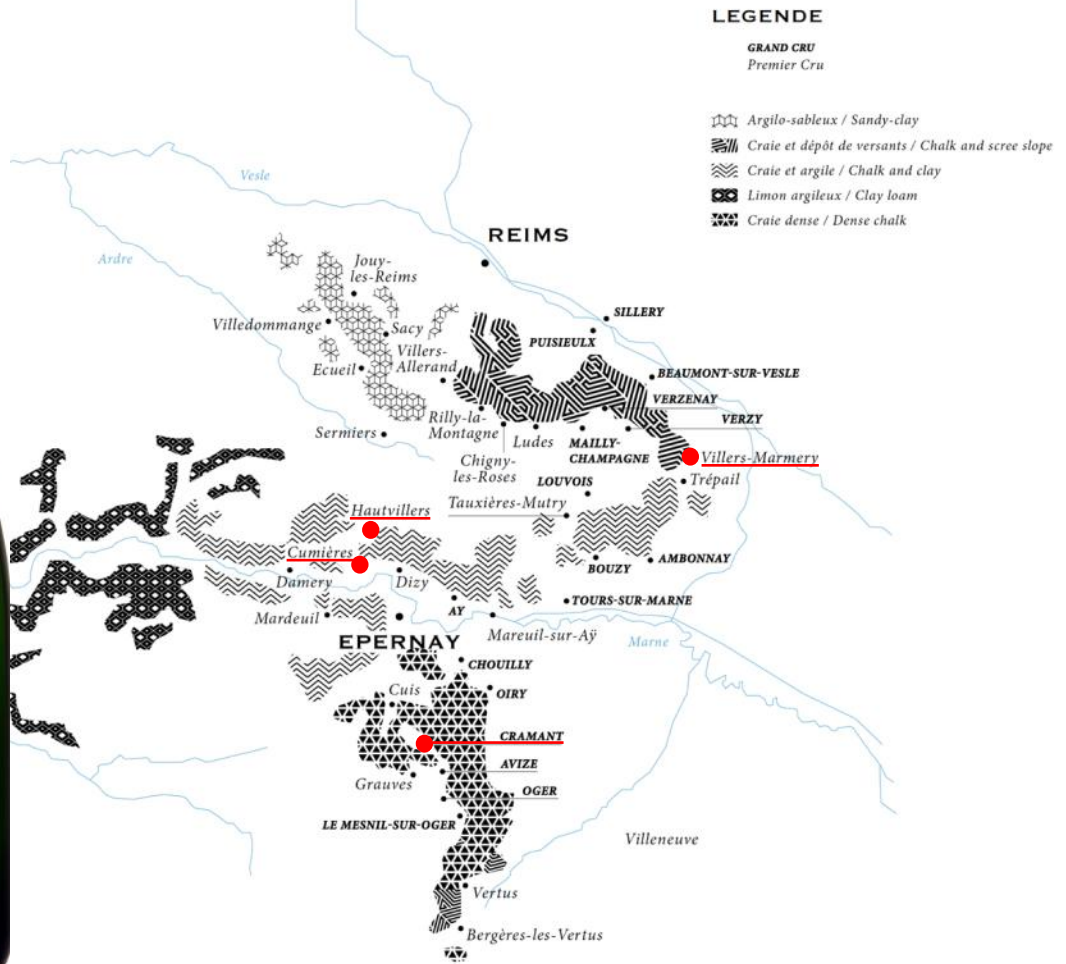 LEGENDE
GRAND CRU
Premier Cru
Argilo-sableux / Sandy-clay
Craie et dépôt de versants / Chalk and scree slope
Craie et argile / Chalk and clay
Limon argileux / Clay loam
Craie dense / Dense chalk
Vesle
Ardre
REIMS
Jouy-
les-Reims
Villedommange
Sacy
SILLERY
PUISIEULX
Villers-
Allerand
Ecueil
BEAUMONT-SUR-VESLE
VERZENAY
VERZY
Rilly-la-
Montagne
Ludes
Sermiers
MAILLY-
CHAMPAGNE
Chigny-
les-Roses
Villers-Marmery
Trépail
LOUVOIS
Tauxières-Mutry
Hautvillers
Cumières
Damery
Dizy
BOUZY
AMBONNAY
AY
TOURS-SUR-MARNE
Mardeuil
Mareuil-sur-Aÿ
EPERNAY
Marne
CHOUILLY
Cuis
OIRY
CRAMANT
AVIZE
Grauves
OGER
LE MESNIL-SUR-OGER
Villeneuve
Vertus
Bergères-les-Vertus